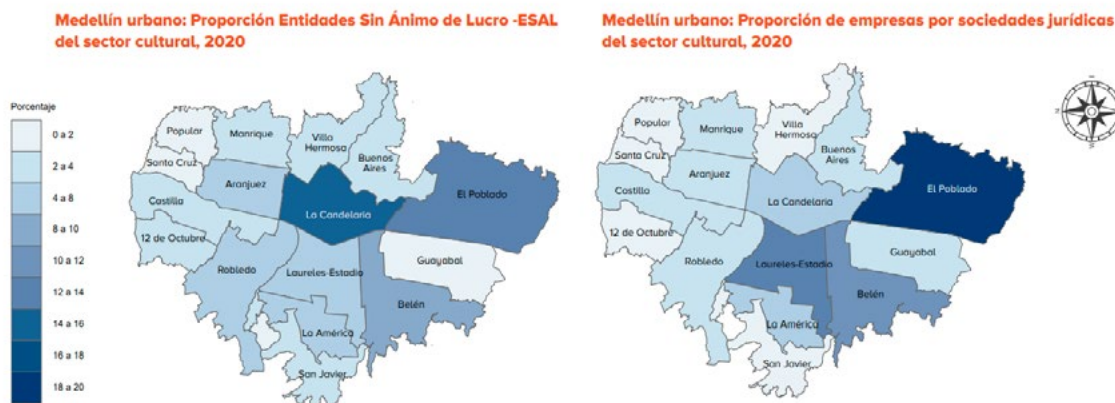 Medellín urbano: Proporción Entidades Sin Ánimo de Lucro -ESAL
del sector cultural, 2020
Porcentaje
0 a 2
2 a 4
4 a 8
8 a 10
10 a 12
12 a 14
14 a 16
16 a 18
18 a 20
Popular
Santa Cruz
Manrique
Villa
Hermosa
Buenos
Aires
Aranjuez
Castilla
12 de Octubre
La Candelaria
El Poblado
Robledo
Laureles-Estadio
Guayabal
Belén
La América
San Javier
Medellín urbano: Proporción de empresas por sociedades jurídicas
del sector cultural, 2020
Popular
Santa Cruz
Manrique
Villa
Hermosa
Buenos
Aires
Aranjuez
Castilla
12 de Octubre
La Candelaria
El Poblado
Robledo
Laureles-Estadio
Guayabal
Belén
La América
San Javier